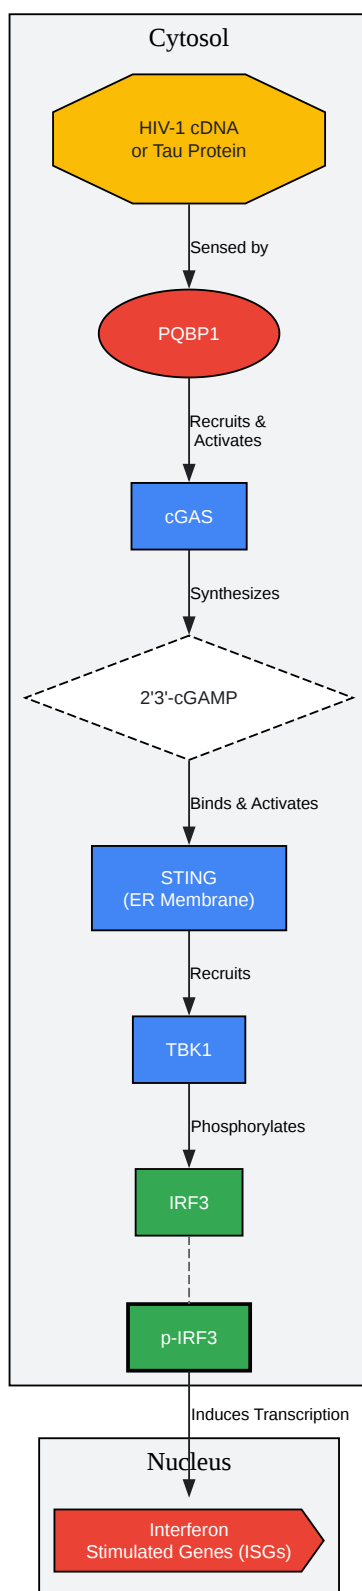 Cytosol
HIV-1 cDNA
or Tau Protein
Sensed by
PQBP1
Recruits &
Activates
cGAS
Synthesizes
2'3'-cGAMP
Binds & Activates
STING
(ER Membrane)
Recruits
TBK1
Phosphorylates
IRF3
p-IRF3
Induces Transcription
Nucleus
Interferon
Stimulated Genes (ISGs)